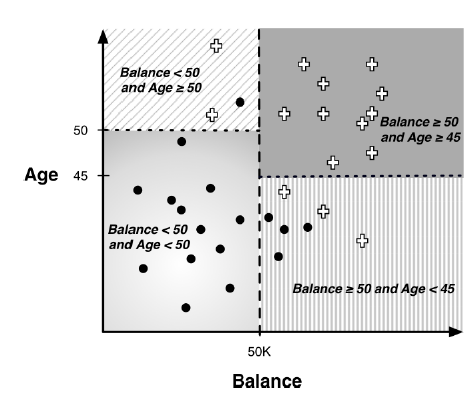 Balance < 50
and Age ≥ 50
Balance ≥ 50
and Age ≥ 45
50
Age
45
Balance < 50
and Age < 50
Balance ≥ 50 and Age < 45
50K
Balance